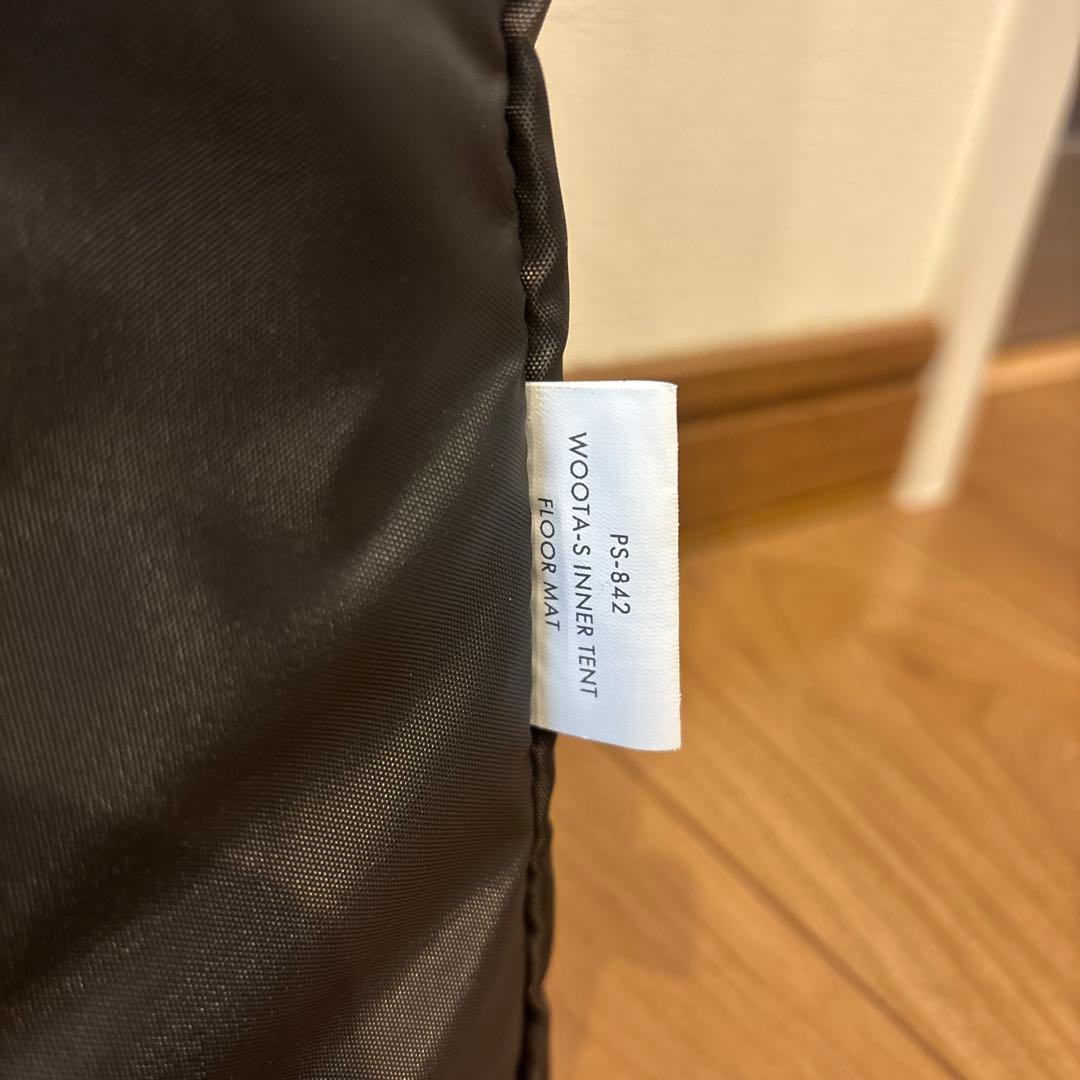 PS-842
WOOTA-S INNER TENT
FLOOR MAT